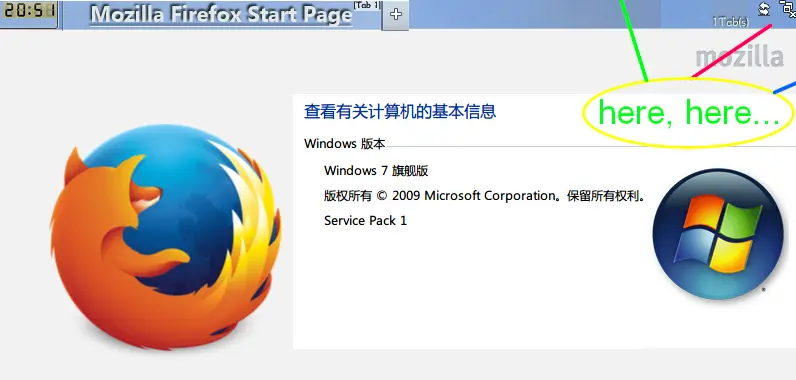 20:51
Mozilla Firefox Start Page
[Tab 1]
+
1Tab(s)
mozilla
here, here...
查看有关计算机的基本信息
Windows 版本
Windows 7 旗舰版
版权所有 © 2009 Microsoft Corporation。保留所有权利。
Service Pack 1